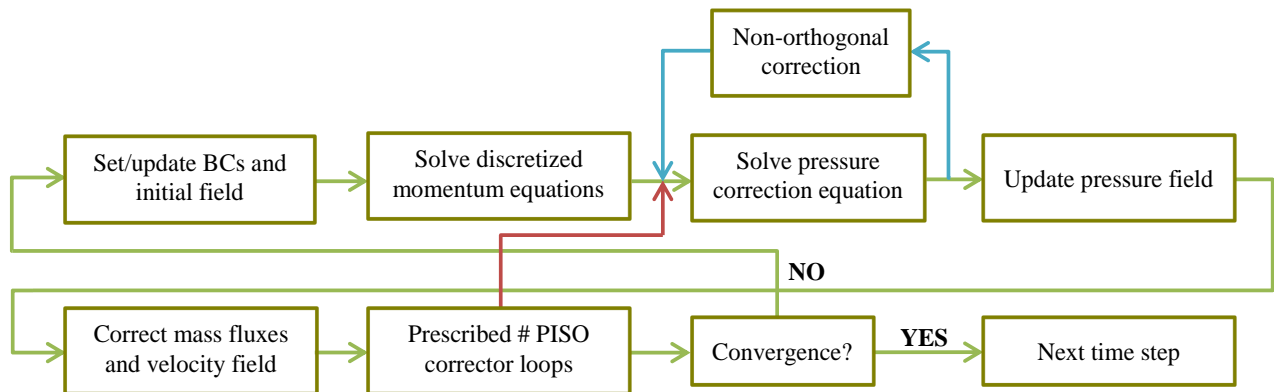 Non-orthogonal
correction
Set/update BCs and
initial field
Solve discretized
momentum equations
Solve pressure
correction equation
Update pressure field
NO
Correct mass fluxes
and velocity field
Prescribed # PISO
corrector loops
Convergence?
YES
Next time step